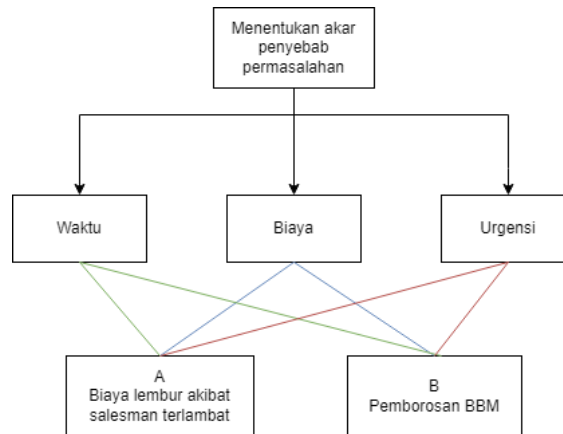 Menentukan akar
penyebab
permasalahan
Waktu
Biaya
Urgensi
A
Biaya lembur akibat
salesman terlambat
B
Pemborosan BBM